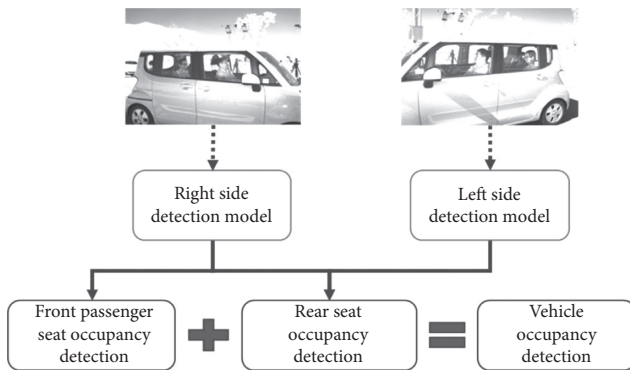 Right side
detection model
Left side
detection model
Front passenger
seat occupancy
detection
Rear seat
occupancy
detection
Vehicle
occupancy
detection